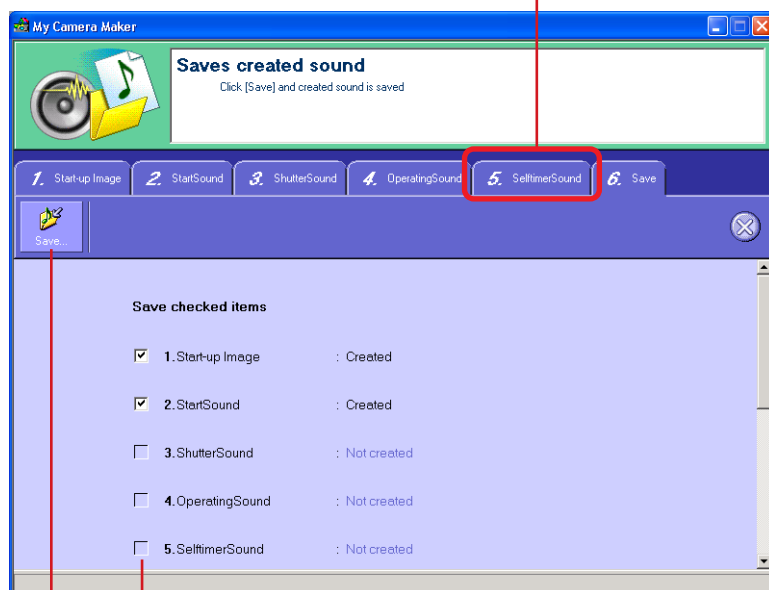 My Camera Maker
Saves created sound
Click [Save] and created sound is saved
1. Start-up Image 2. StartSound 3. ShutterSound 4. OperatingSound 5. SelftimerSound 6. Save
Save...
Save checked items
1.Start-up Image : Created
2.StartSound : Created
3.ShutterSound : Not created
4.OperatingSound : Not created
5.SelftimerSound : Not created